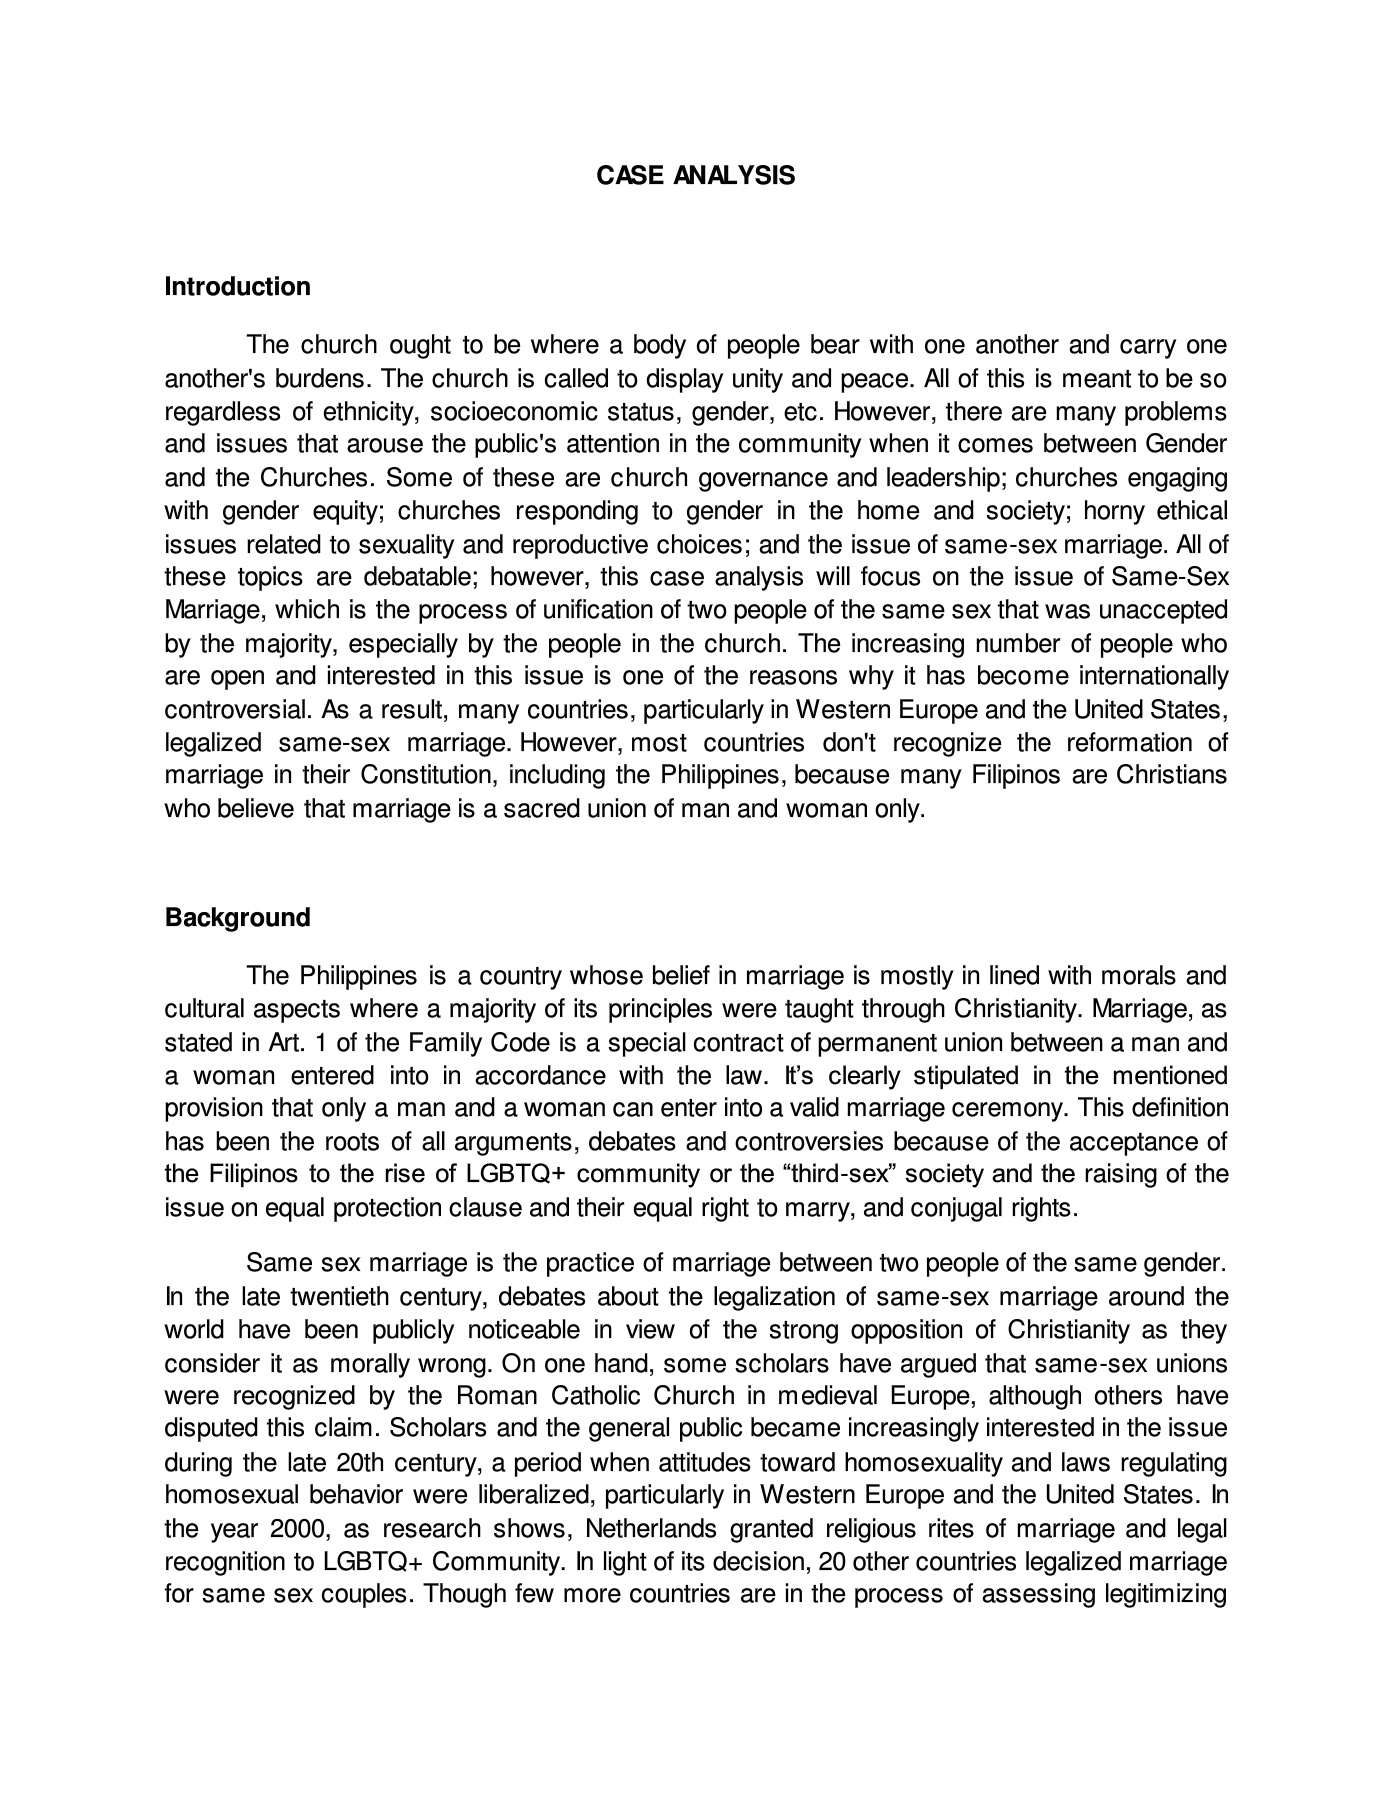 CASE ANALYSIS
Introduction
The church ought to be where a body of people bear with one another and carry one
another's burdens. The church is called to display unity and peace. All of this is meant to be so
regardless of ethnicity, socioeconomic status, gender, etc. However, there are many problems
and issues that arouse the public's attention in the community when it comes between Gender
and the Churches. Some of these are church governance and leadership; churches engaging
with gender equity; churches responding to gender in the home and society; horny ethical
issues related to sexuality and reproductive choices; and the issue of same-sex marriage. All of
these topics are debatable; however, this case analysis will focus on the issue of Same-Sex
Marriage, which is the process of unification of two people of the same sex that was unaccepted
by the majority, especially by the people in the church. The increasing number of people who
are open and interested in this issue is one of the reasons why it has become internationally
controversial. As a result, many countries, particularly in Western Europe and the United States,
legalized same-sex marriage. However, most countries don't recognize the reformation of
marriage in their Constitution, including the Philippines, because many Filipinos are Christians
who believe that marriage is a sacred union of man and woman only.
Background
The Philippines is a country whose belief in marriage is mostly in lined with morals and
cultural aspects where a majority of its principles were taught through Christianity. Marriage, as
stated in Art. 1 of the Family Code is a special contract of permanent union between a man and
a woman entered into in accordance with the law. It’s clearly stipulated in the mentioned
provision that only a man and a woman can enter into a valid marriage ceremony. This definition
has been the roots of all arguments, debates and controversies because of the acceptance of
the Filipinos to the rise of LGBTQ+ community or the “third-sex” society and the raising of the
issue on equal protection clause and their equal right to marry, and conjugal rights.
Same sex marriage is the practice of marriage between two people of the same gender.
In the late twentieth century, debates about the legalization of same-sex marriage around the
world have been publicly noticeable in view of the strong opposition of Christianity as they
consider it as morally wrong. On one hand, some scholars have argued that same-sex unions
were recognized by the Roman Catholic Church in medieval Europe, although others have
disputed this claim. Scholars and the general public became increasingly interested in the issue
during the late 20th century, a period when attitudes toward homosexuality and laws regulating
homosexual behavior were liberalized, particularly in Western Europe and the United States. In
the year 2000, as research shows, Netherlands granted religious rites of marriage and legal
recognition to LGBTQ+ Community. In light of its decision, 20 other countries legalized marriage
for same sex couples. Though few more countries are in the process of assessing legitimizing